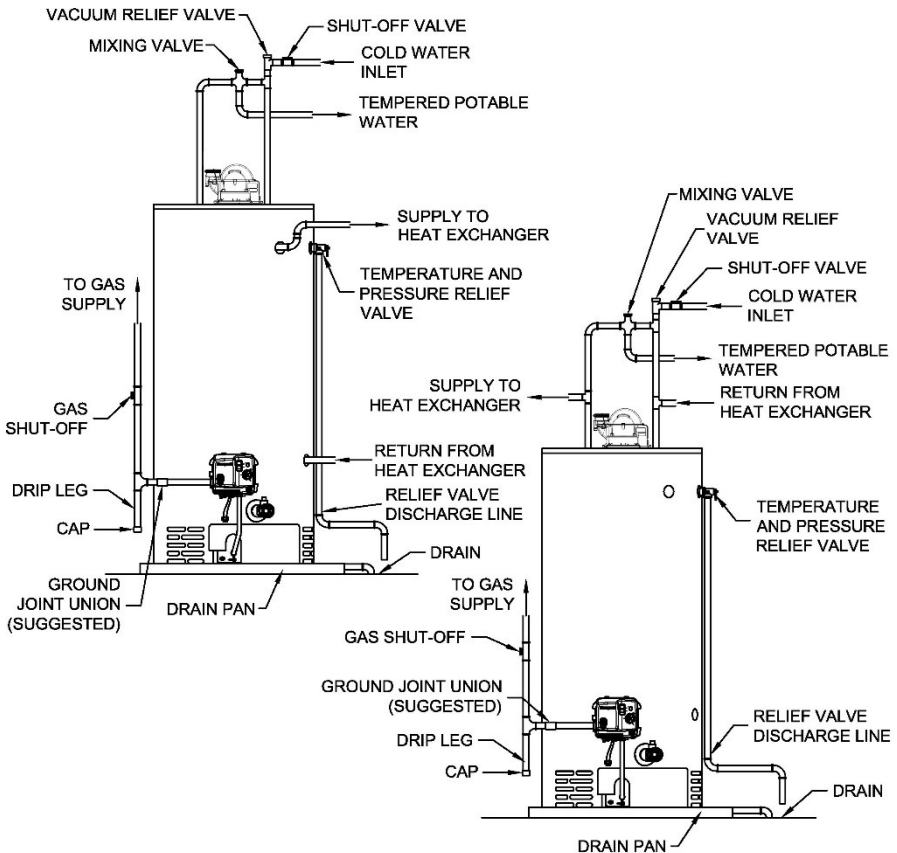 VACUUM RELIEF VALVE
SHUT-OFF VALVE
MIXING VALVE
COLD WATER
INLET
TEMPERED POTABLE
WATER
SUPPLY TO
HEAT EXCHANGER
TO GAS
SUPPLY
TEMPERATURE AND
PRESSURE RELIEF
VALVE
GAS
SHUT-OFF
RETURN FROM
HEAT EXCHANGER
DRIP LEG
RELIEF VALVE
DISCHARGE LINE
CAP
DRAIN
GROUND
JOINT UNION
(SUGGESTED)
DRAIN PAN
MIXING VALVE
VACUUM RELIEF
VALVE
SHUT-OFF VALVE
COLD WATER
INLET
TEMPERED POTABLE
WATER
SUPPLY TO
HEAT EXCHANGER
RETURN FROM
HEAT EXCHANGER
TEMPERATURE
AND PRESSURE
RELIEF VALVE
TO GAS
SUPPLY
GAS SHUT-OFF
GROUND JOINT UNION
(SUGGESTED)
DRIP LEG
RELIEF VALVE
DISCHARGE LINE
CAP
DRAIN
DRAIN PAN